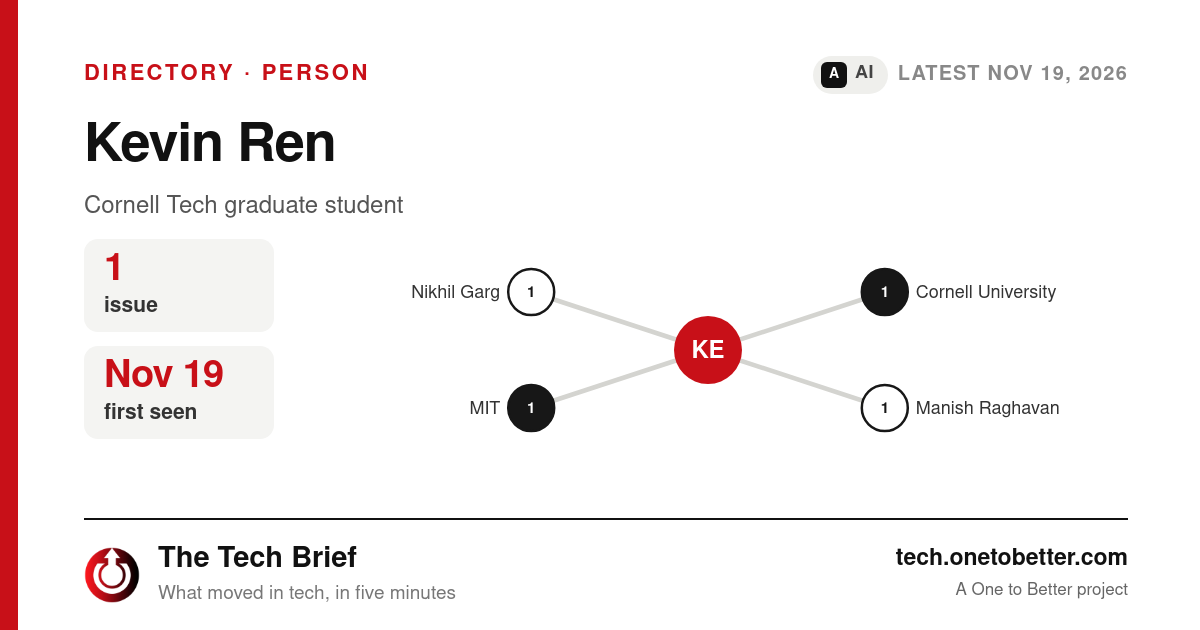 DIRECTORY · PERSON
A AI LATEST NOV 19, 2026
Kevin Ren
Cornell Tech graduate student
1
issue
Nov 19
first seen
Nikhil Garg 1
1 Cornell University
KE
MIT 1
1 Manish Raghavan
The Tech Brief
What moved in tech, in five minutes
tech.onetobetter.com
A One to Better project